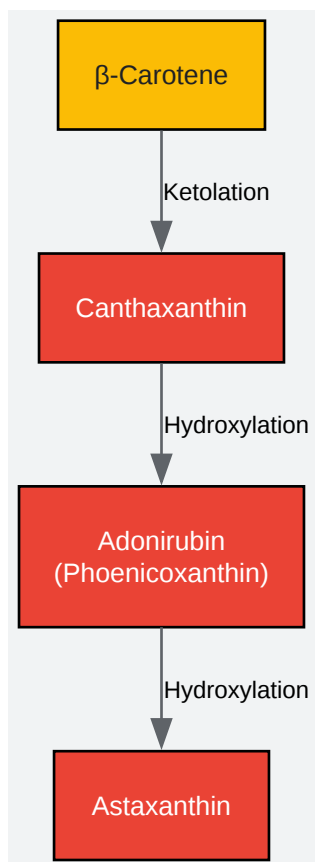 β-Carotene
Ketolation
Canthaxanthin
Hydroxylation
Adonirubin
(Phoenicoxanthin)
Hydroxylation
Astaxanthin